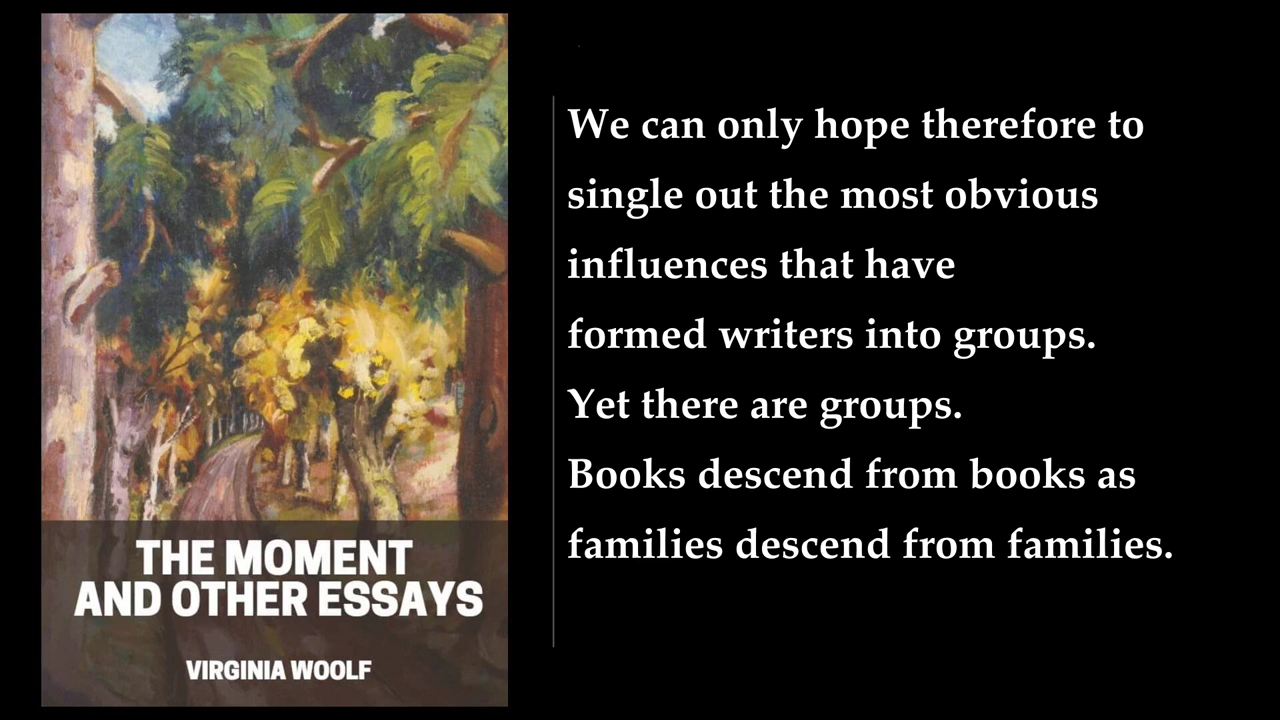 THE MOMENT
AND OTHER ESSAYS
VIRGINIA WOOLF
We can only hope therefore to
single out the most obvious
influences that have
formed writers into groups.
Yet there are groups.
Books descend from books as
families descend from families.